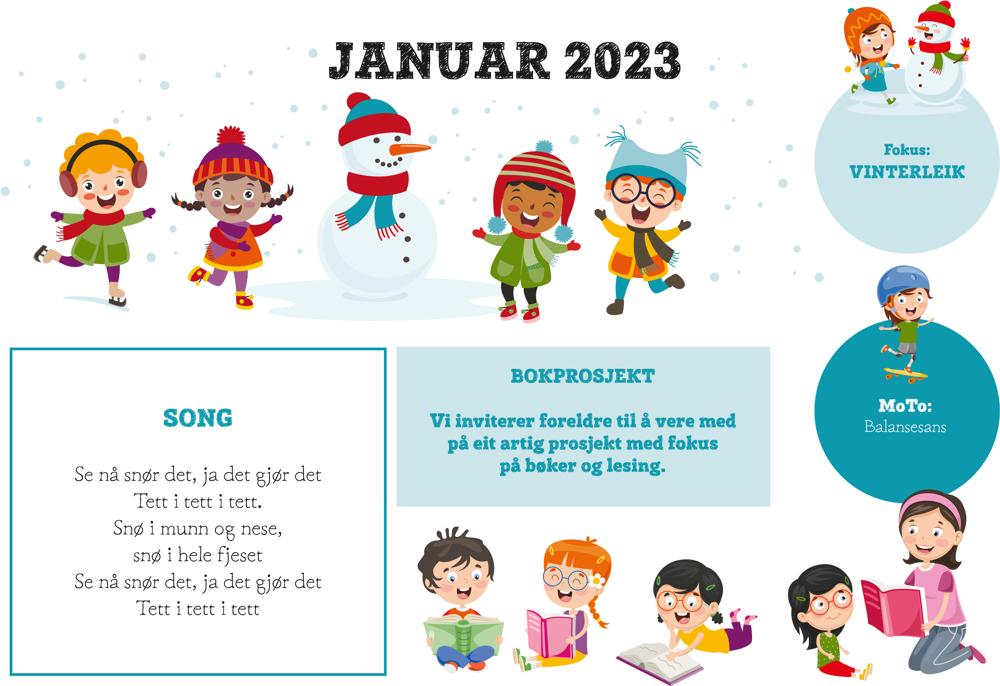 JANUAR 2023
Fokus:
VINTERLEIK
MoTo:
Balansesans
SONG
Se nå snør det, ja det gjør det
Tett i tett i tett.
Snø i munn og nese,
snø i hele fjeset
Se nå snør det, ja det gjør det
Tett i tett i tett
BOKPROSJEKT
Vi inviterer foreldre til å vere med
på eit artig prosjekt med fokus
på bøker og lesing.